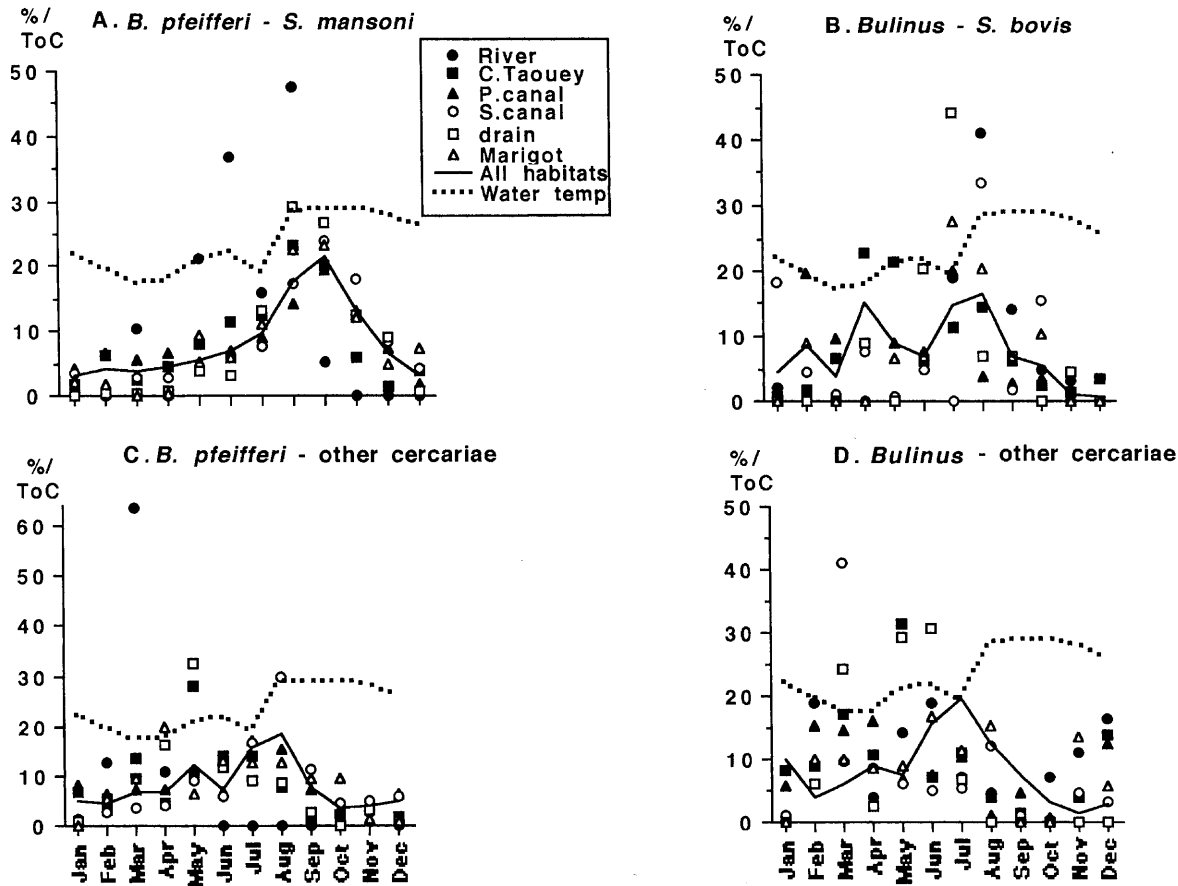 %/
ToC
A. B. pfeifferi - S. mansoni
50
40
30
20
10
0
River
C.Taouey
P.canal
S.canal
drain
Marigot
All habitats
Water temp
%/
ToC
B. Bulinus - S. bovis
50
40
30
20
10
0
%/
ToC
C. B. pfeifferi - other cercariae
60
50
40
30
20
10
0
Jan Feb Mar Apr May Jun Jul Aug Sep Oct Nov Dec
%/
ToC
D. Bulinus - other cercariae
50
40
30
20
10
0
Jan Feb Mar Apr May Jun Jul Aug Sep Oct Nov Dec